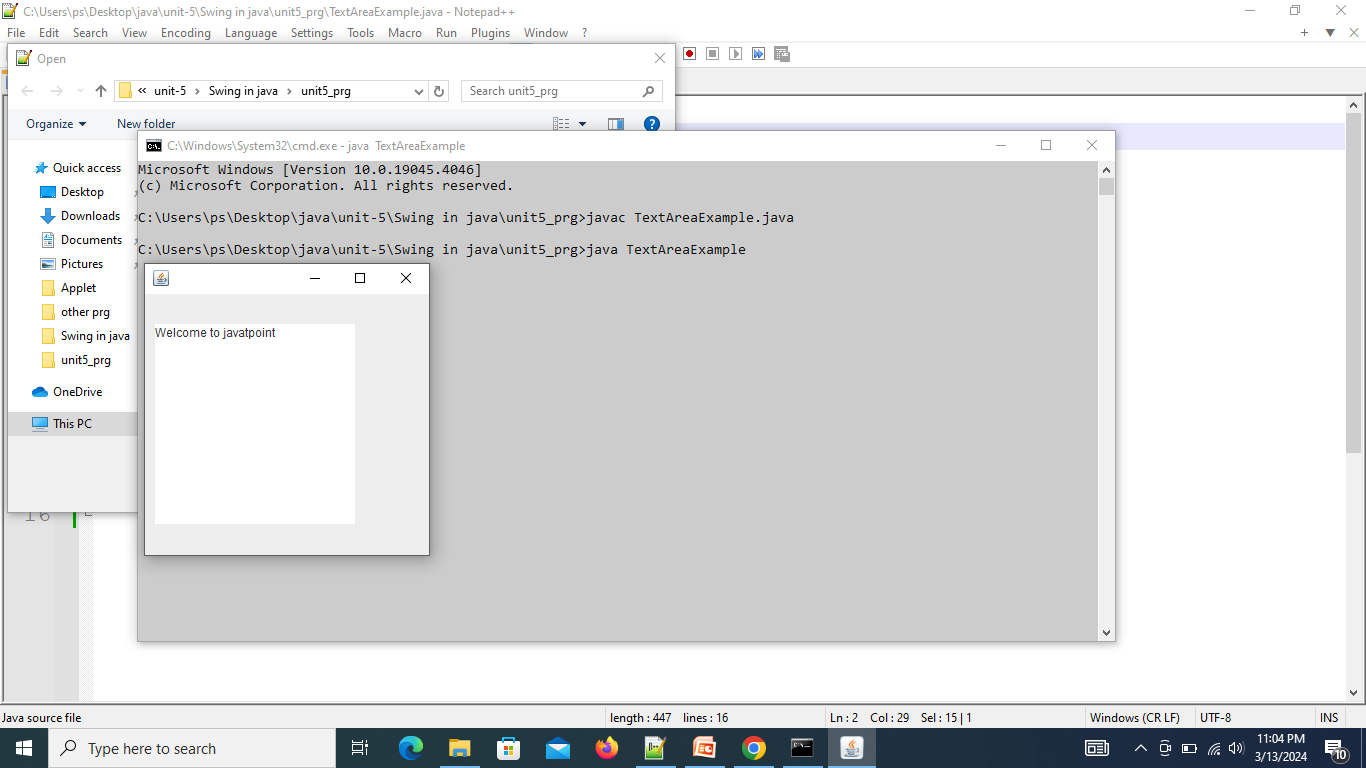 C:\Users\ps\Desktop\java\unit-5\Swing in java\unit5_prg\TextAreaExample.java - Notepad++
File Edit Search View Encoding Language Settings Tools Macro Run Plugins Window ?
Open
« unit-5 > Swing in java > unit5_prg
Search unit5_prg
Organize
New folder
Quick access
Desktop
Downloads
Documents
Pictures
Applet
other prg
Swing in java
unit5_prg
OneDrive
This PC
C:\Windows\System32\cmd.exe - java TextAreaExample
Microsoft Windows [Version 10.0.19045.4046]
(c) Microsoft Corporation. All rights reserved.
C:\Users\ps\Desktop\java\unit-5\Swing in java\unit5_prg>javac TextAreaExample.java
C:\Users\ps\Desktop\java\unit-5\Swing in java\unit5_prg>java TextAreaExample
Welcome to javatpoint
16
Java source file
length : 447 lines : 16
Ln : 2 Col : 29 Sel : 15 | 1
Windows (CR LF)
UTF-8
INS
Type here to search
11:04 PM
3/13/2024
10